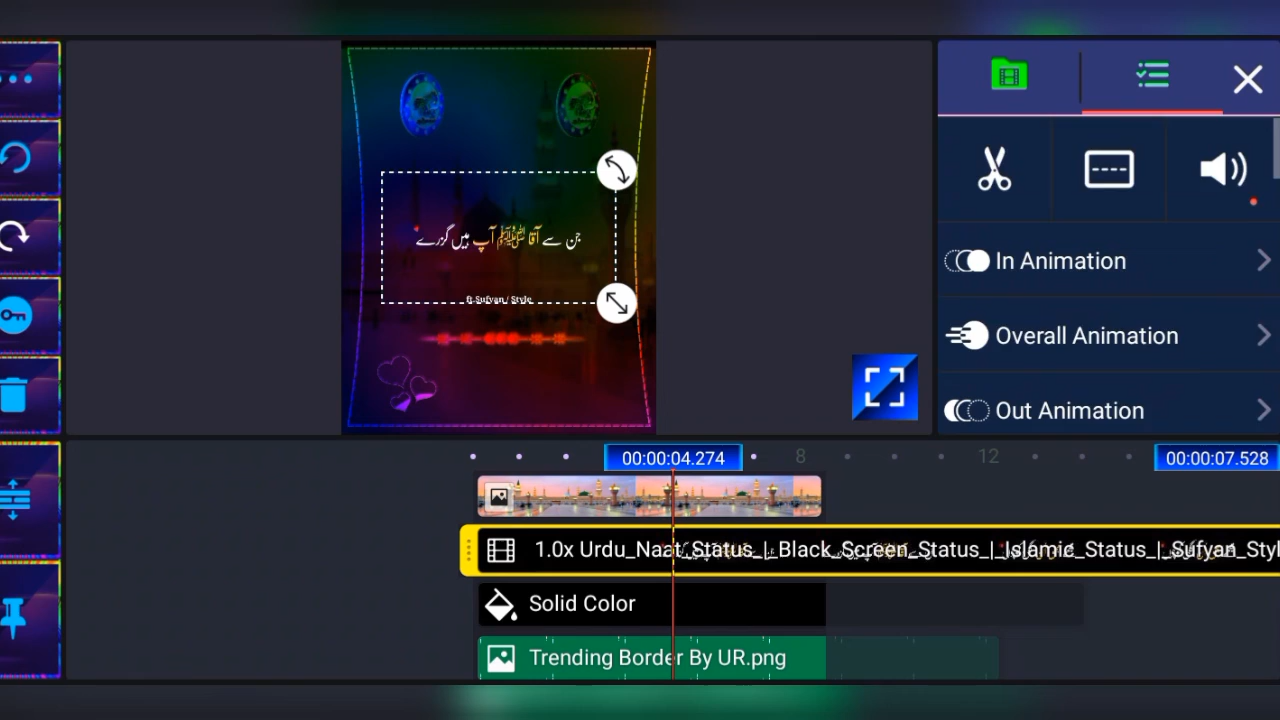 جن سے آقا ﷺ آپ ہیں گزرے
ft.Sufyan / Style
In Animation
Overall Animation
Out Animation
00:00:04.274
8
12
00:00:07.528
1.0x Urdu_Naat_Status_|_Black_Screen_Status_|_Islamic_Status_|_Sufyan_Styl
Solid Color
Trending Border By UR.png